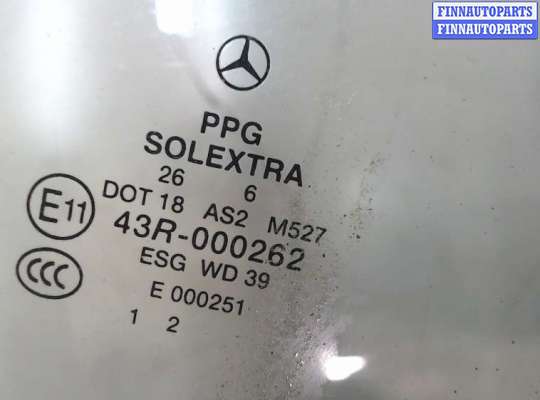 FINNAUTOPARTS
FINNAUTOPARTS
PPG
SOLEXTRA
26 6
DOT 18 AS2 M527
E11
43R-000262
CCC
ESG WD 39
E 000251
1 2